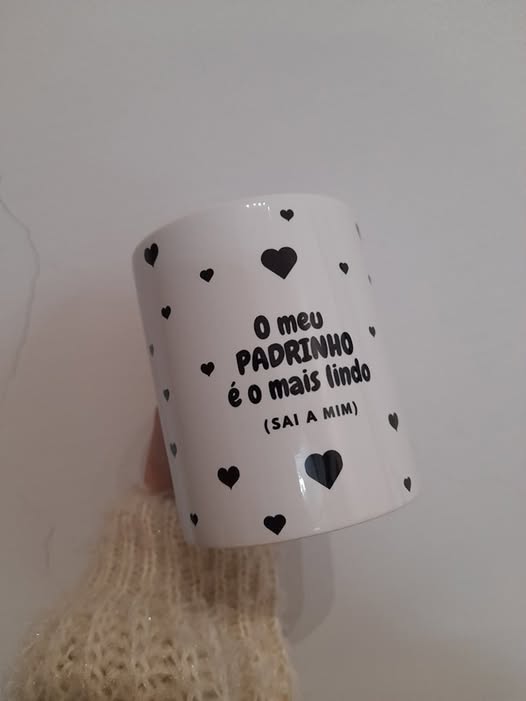 O meu
PADRINHO
é o mais lindo
(SAI A MIM)